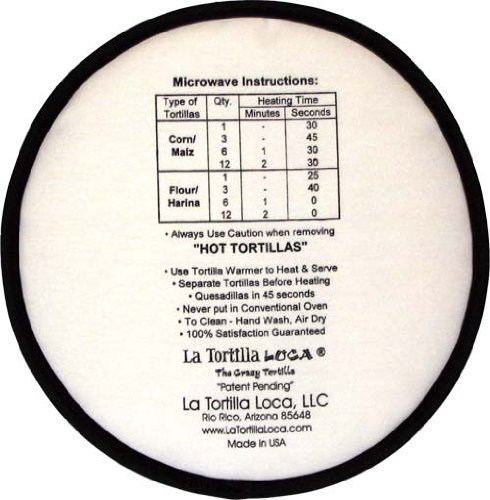 Microwave Instructions:
Type of Tortillas Qty. Heating Time
Minutes Seconds
Corn/
Maíz
1 - 30
3 - 45
6 1 30
12 2 30
Flour/
Harina
1 - 25
3 - 40
6 1 0
12 2 0
• Always Use Caution when removing
"HOT TORTILLAS"
• Use Tortilla Warmer to Heat & Serve
• Separate Tortillas Before Heating
• Quesadillas in 45 seconds
• Never put in Conventional Oven
• To Clean - Hand Wash, Air Dry
• 100% Satisfaction Guaranteed
La Tortilla LOCA ®
The Crazy Tortilla
"Patent Pending"
La Tortilla Loca, LLC
Rio Rico, Arizona 85648
www.LaTortillaLoca.com
Made in USA